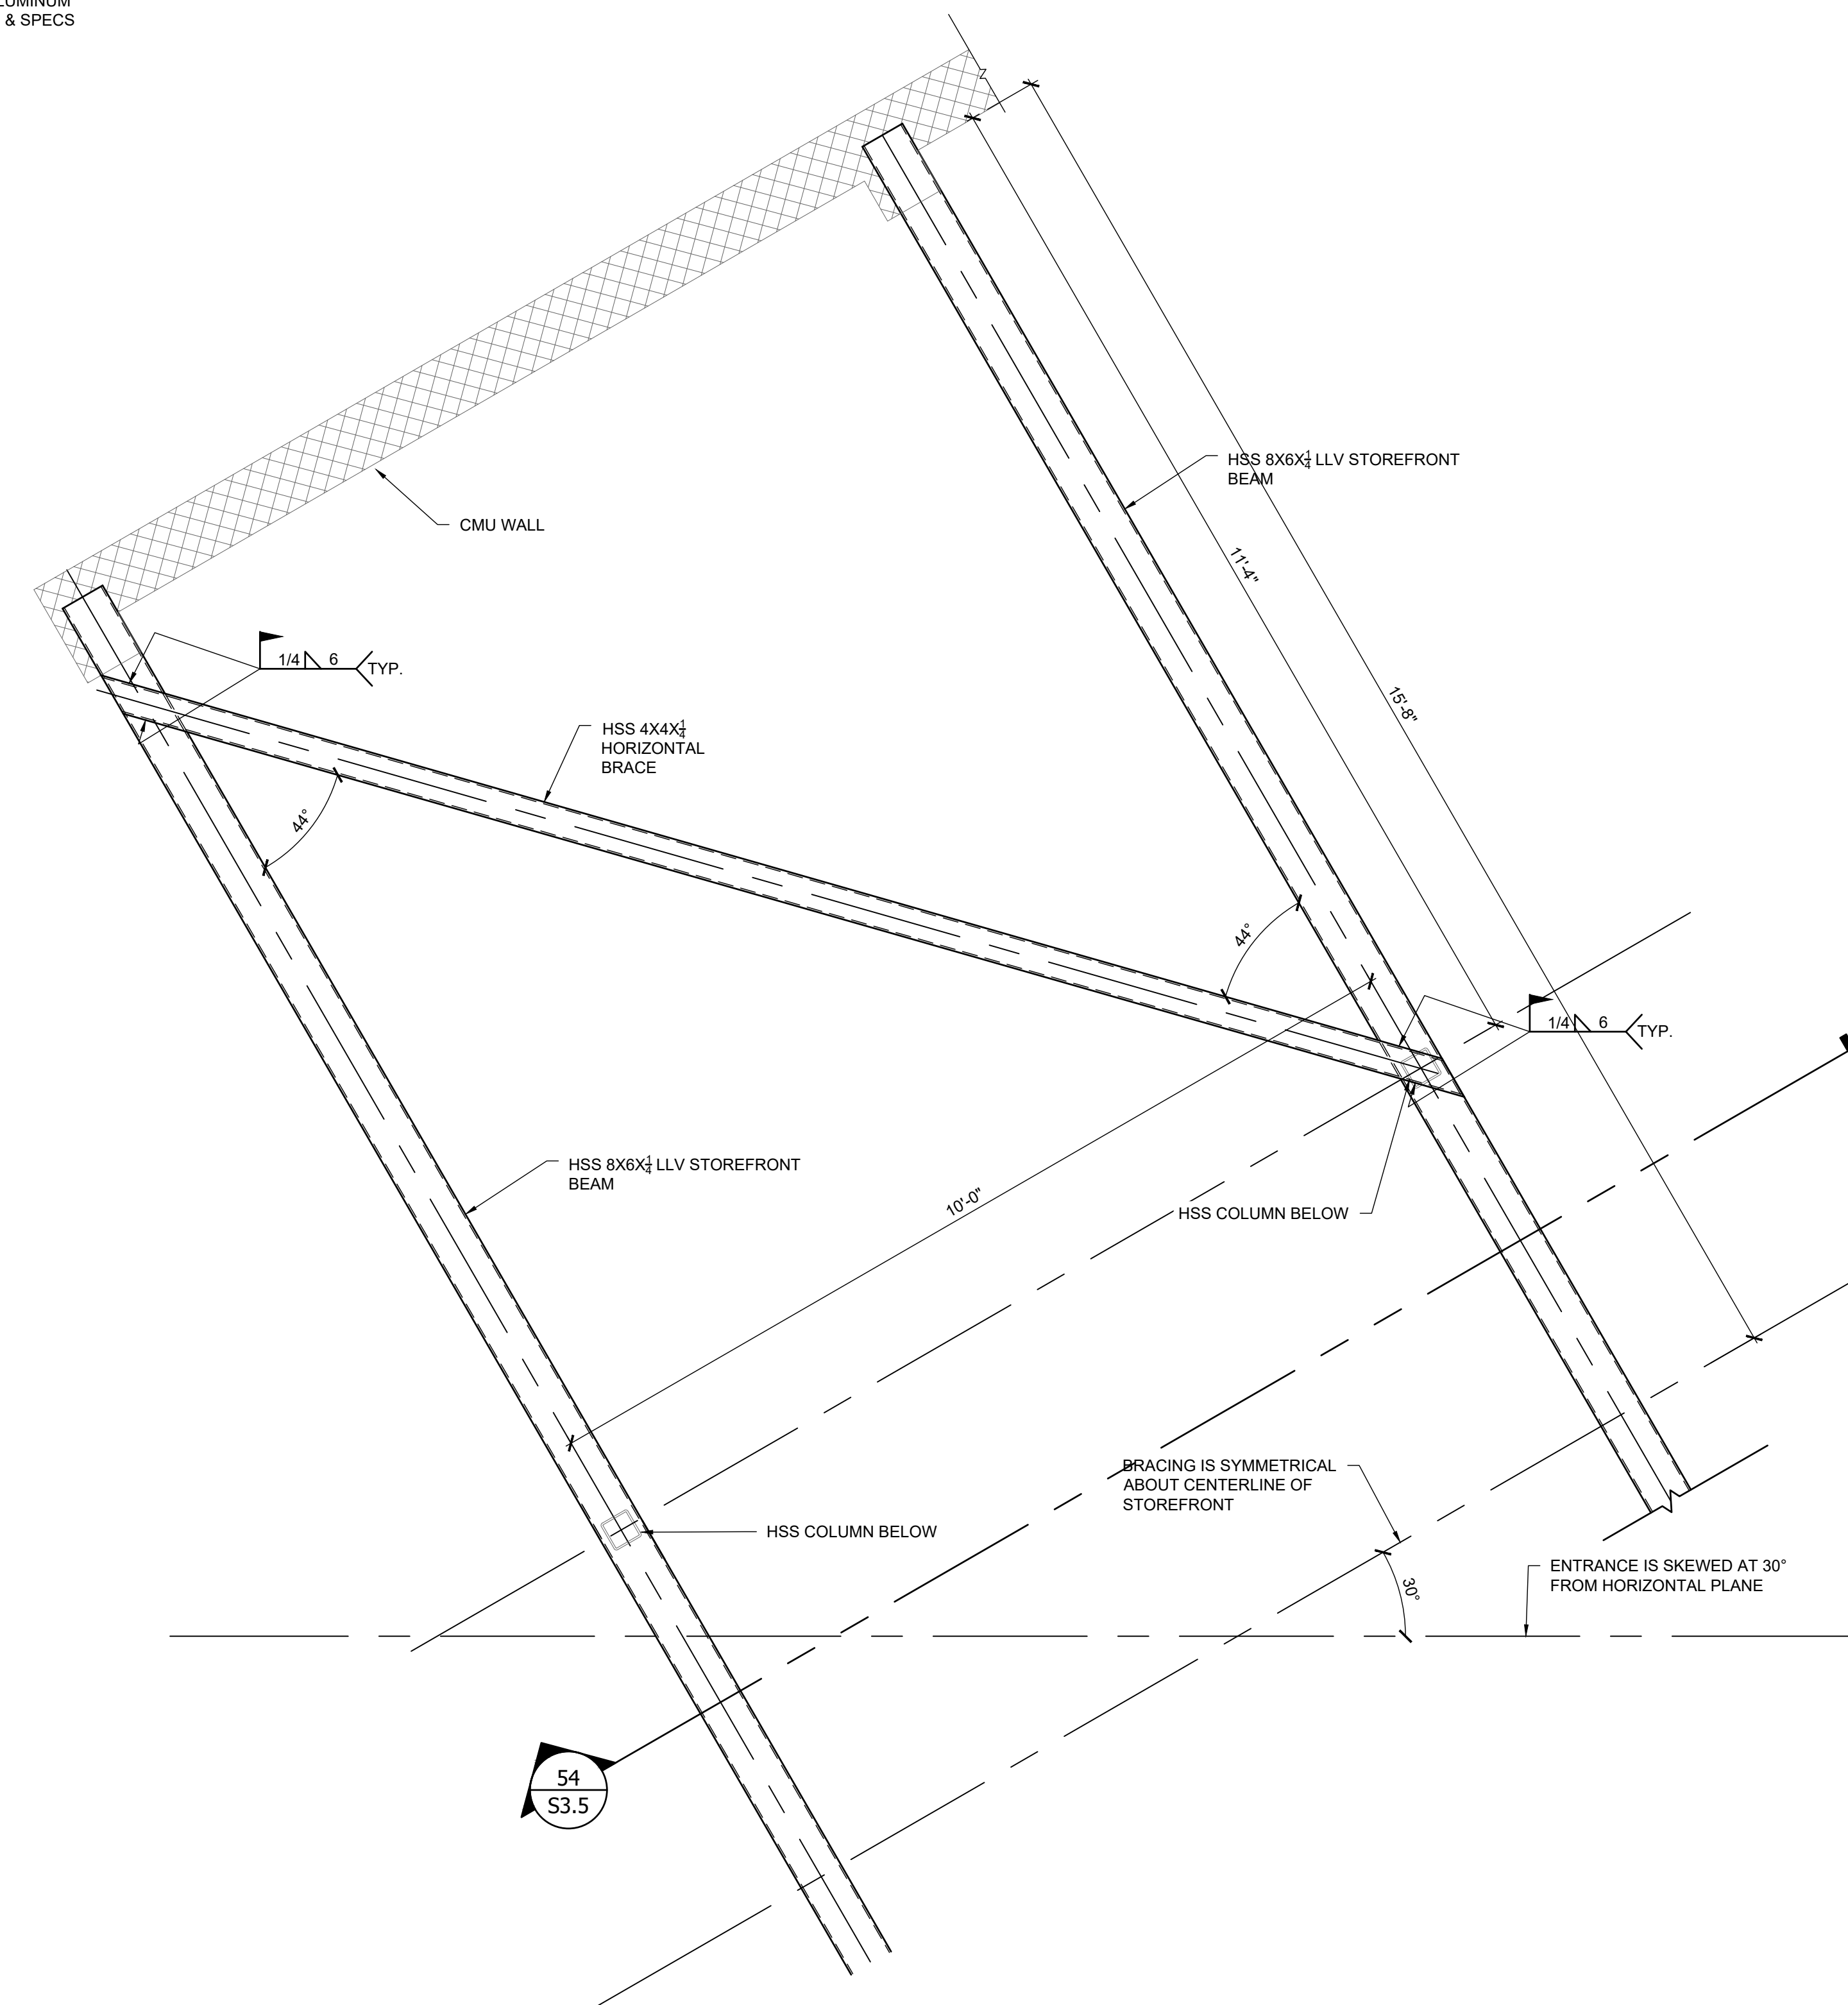 & SPECS
Z
HSS 8X6X1/4 LLV STOREFRONT
BEAM
CMU WALL
11'-4"
1/4 6
TYP.
15'-8"
HSS 4X4X1/4
HORIZONTAL
BRACE
44°
44°
1/4 6
TYP.
HSS 8X6X1/4 LLV STOREFRONT
BEAM
10'-0"
HSS COLUMN BELOW
BRACING IS SYMMETRICAL
ABOUT CENTERLINE OF
STOREFRONT
HSS COLUMN BELOW
ENTRANCE IS SKEWED AT 30°
FROM HORIZONTAL PLANE
30°
54
S3.5